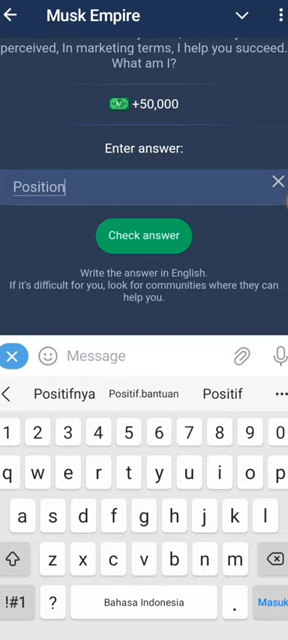 Musk Empire
perceived, In marketing terms, I help you succeed.
What am I?
+50,000
Enter answer:
Position
Check answer
Write the answer in English.
If it's difficult for you, look for communities where they can
help you.
Message
Positifnya Positif.bantuan Positif
1 2 3 4 5 6 7 8 9 0
q w e r t y u i o p
a s d f g h j k l
z x c v b n m
!#1 ? Bahasa Indonesia . Masuk